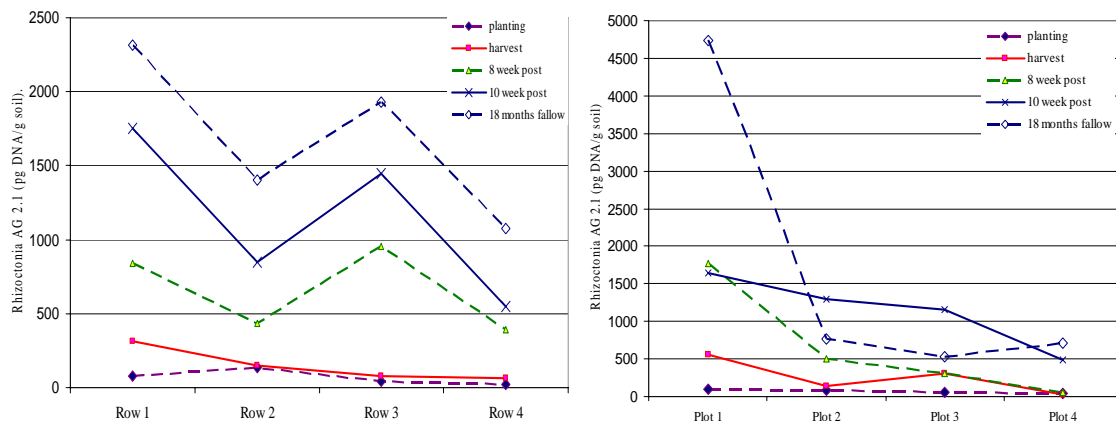 Rhizoctonia AG 2.1 (pg DNA/g soil).
2500
2000
1500
1000
500
0
Row 1
Row 2
Row 3
Row 4
planting
harvest
8 week post
10 week post
18 months fallow
Rhizoctonia AG 2.1 (pg DNA/g soil)
5000
4500
4000
3500
3000
2500
2000
1500
1000
500
0
Plot 1
Plot 2
Plot 3
Plot 4
planting
harvest
8 week post
10 week post
18 months fallow